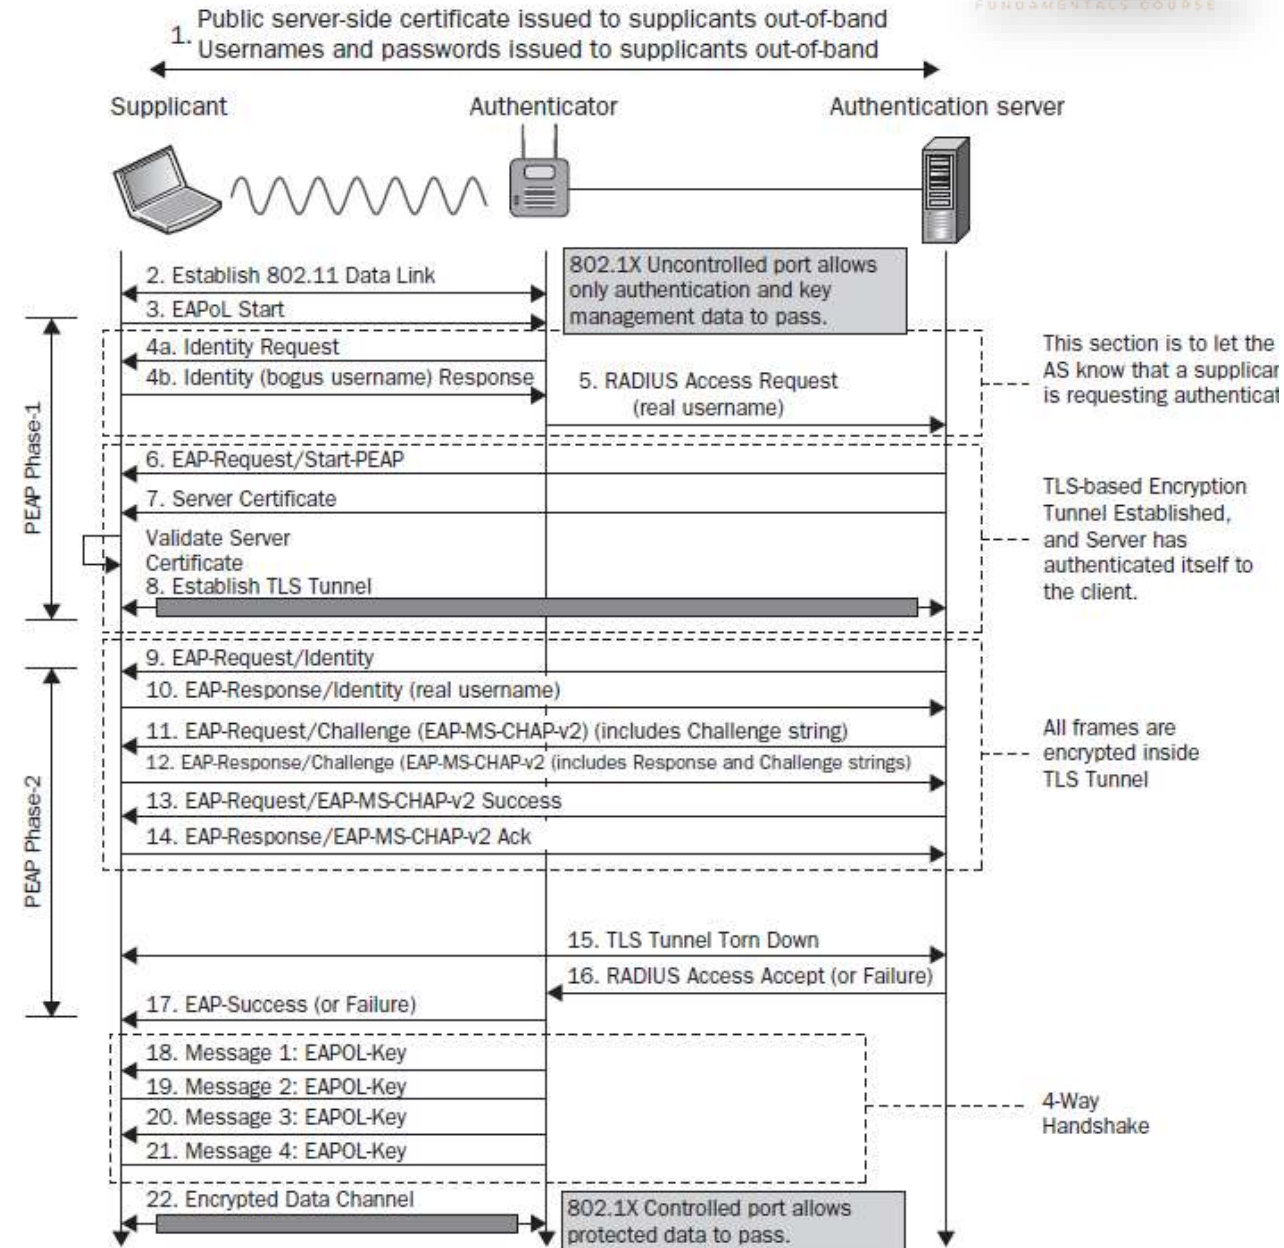 FUNDAMENTALS COURSE
1. Public server-side certificate issued to supplicants out-of-band
Usernames and passwords issued to supplicants out-of-band
Supplicant
Authenticator
Authentication server
2. Establish 802.11 Data Link
802.1X Uncontrolled port allows
only authentication and key
management data to pass.
3. EAPoL Start
PEAP Phase-1
4a. Identity Request
4b. Identity (bogus username) Response
5. RADIUS Access Request
(real username)
This section is to let the
AS know that a supplicar
is requesting authenticat
6. EAP-Request/Start-PEAP
7. Server Certificate
Validate Server
Certificate
8. Establish TLS Tunnel
TLS-based Encryption
Tunnel Established,
and Server has
authenticated itself to
the client.
PEAP Phase-2
9. EAP-Request/Identity
10. EAP-Response/Identity (real username)
11. EAP-Request/Challenge (EAP-MS-CHAP-v2) (includes Challenge string)
12. EAP-Response/Challenge (EAP-MS-CHAP-v2 (includes Response and Challenge strings)
13. EAP-Request/EAP-MS-CHAP-v2 Success
14. EAP-Response/EAP-MS-CHAP-v2 Ack
All frames are
encrypted inside
TLS Tunnel
15. TLS Tunnel Torn Down
16. RADIUS Access Accept (or Failure)
17. EAP-Success (or Failure)
18. Message 1: EAPOL-Key
19. Message 2: EAPOL-Key
20. Message 3: EAPOL-Key
21. Message 4: EAPOL-Key
4-Way
Handshake
22. Encrypted Data Channel
802.1X Controlled port allows
protected data to pass.